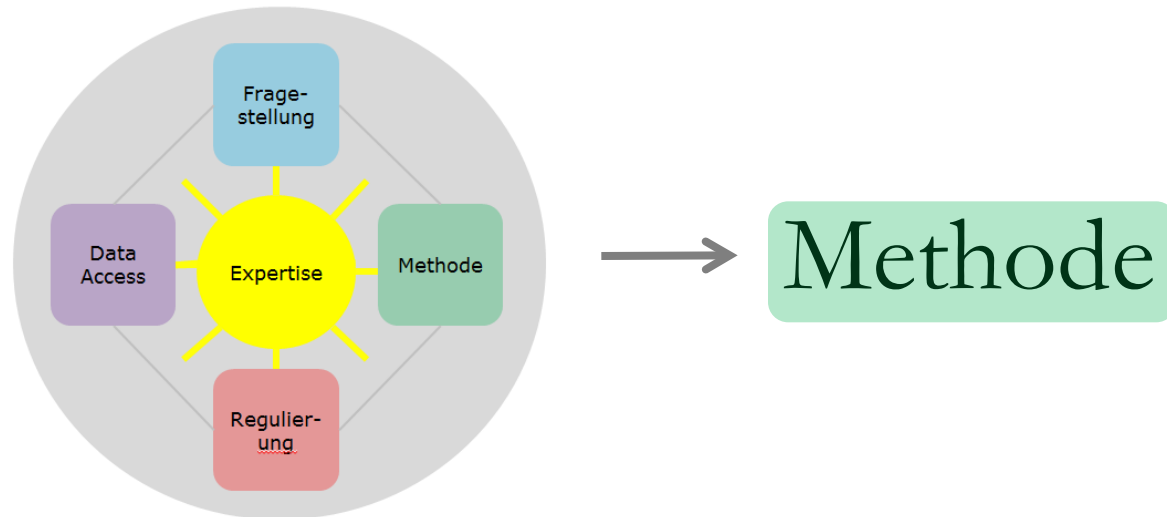 Frage-
stellung
Data
Access
Expertise
Methode
Regulier-
ung
Methode